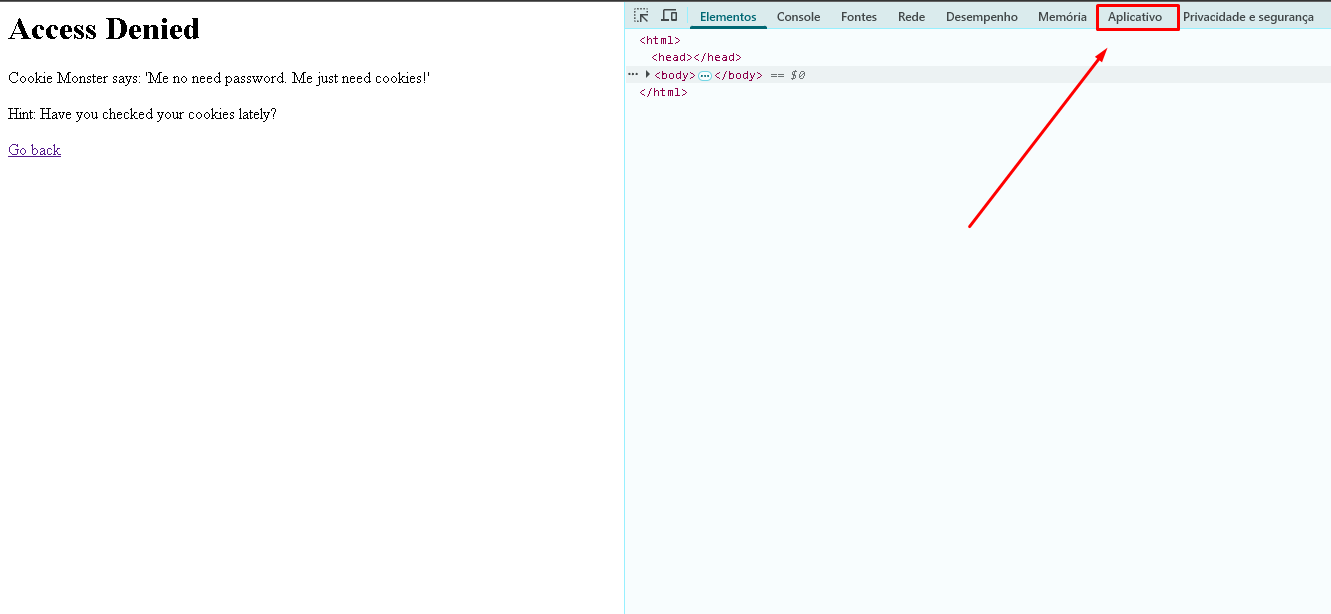 Access Denied
Cookie Monster says: 'Me no need password. Me just need cookies!'
Hint: Have you checked your cookies lately?
Go back
Elementos Console Fontes Rede Desempenho Memória Aplicativo Privacidade e segurança
<html>
<head></head>
<body>…</body> == $0
</html>